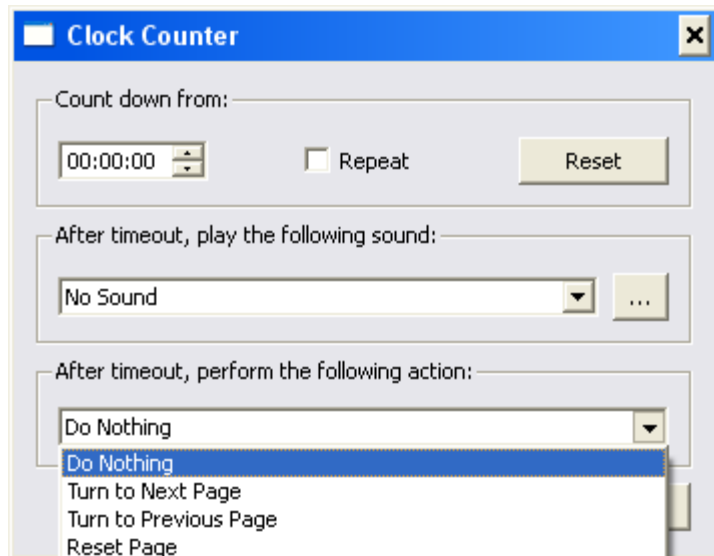 Clock Counter
Count down from:
00:00:00 Repeat Reset
After timeout, play the following sound:
No Sound ...
After timeout, perform the following action:
Do Nothing
Do Nothing
Turn to Next Page
Turn to Previous Page
Reset Page